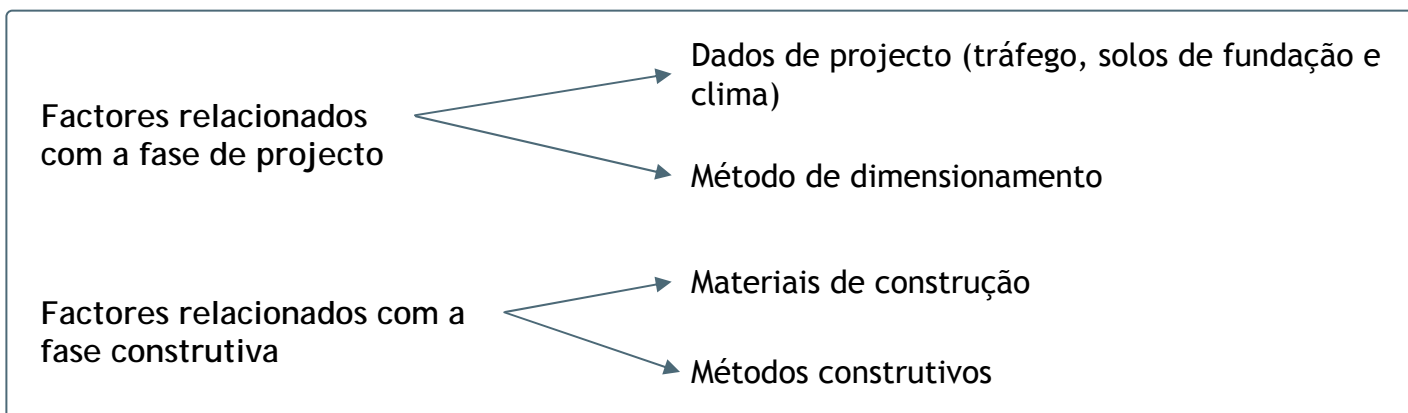 Factores relacionados
com a fase de projecto
Dados de projecto (tráfego, solos de fundação e
clima)
Método de dimensionamento
Factores relacionados com a
fase construtiva
Materiais de construção
Métodos construtivos